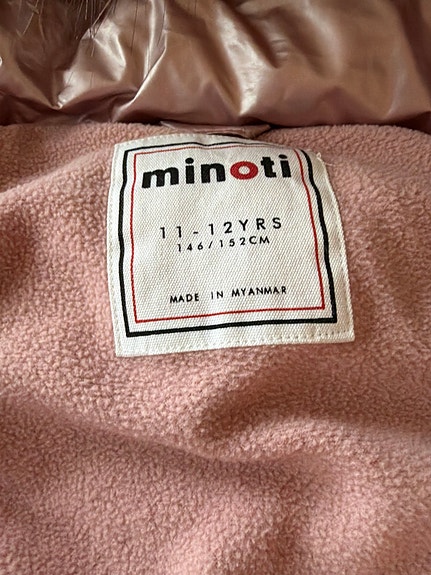 minoti
11 - 12YRS
146/152CM
MADE IN MYANMAR